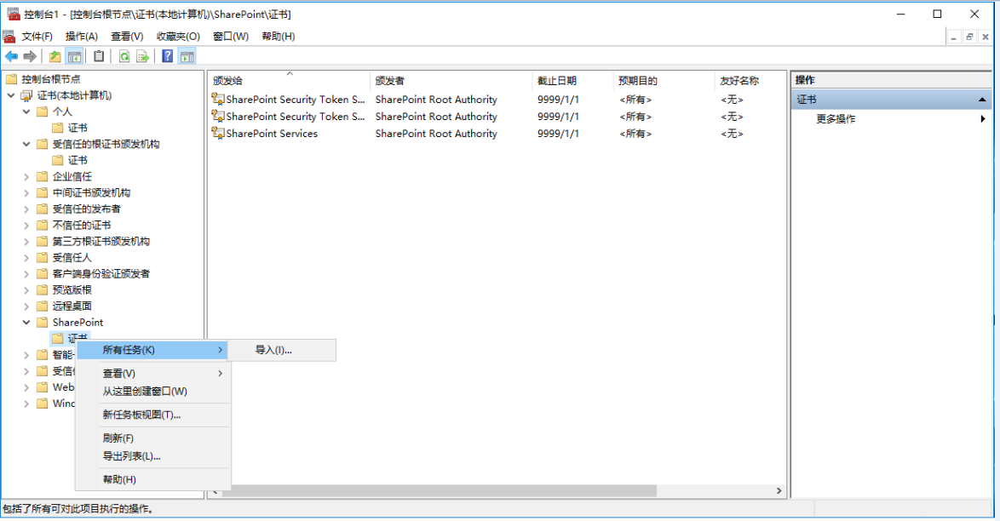 控制台1 - [控制台根节点\证书(本地计算机)\SharePoint\证书]
文件(F) 操作(A) 查看(V) 收藏夹(O) 窗口(W) 帮助(H)
控制台根节点
证书(本地计算机)
个人
证书
受信任的根证书颁发机构
证书
企业信任
中间证书颁发机构
受信任的发布者
不信任的证书
第三方根证书颁发机构
受信任人
客户端身份验证颁发者
预览版根
远程桌面
SharePoint
证书
智能
受信
Web
Winc
所有任务(K)
导入(I)...
查看(V)
从这里创建窗口(W)
新任务板视图(T)...
刷新(F)
导出列表(L)...
帮助(H)
颁发给 颁发者 截止日期 预期目的 友好名称
SharePoint Security Token S... SharePoint Root Authority 9999/1/1 <所有> <无>
SharePoint Security Token S... SharePoint Root Authority 9999/1/1 <所有> <无>
SharePoint Services SharePoint Root Authority 9999/1/1 <所有> <无>
操作
证书
更多操作
包括了所有可对此项目执行的操作。